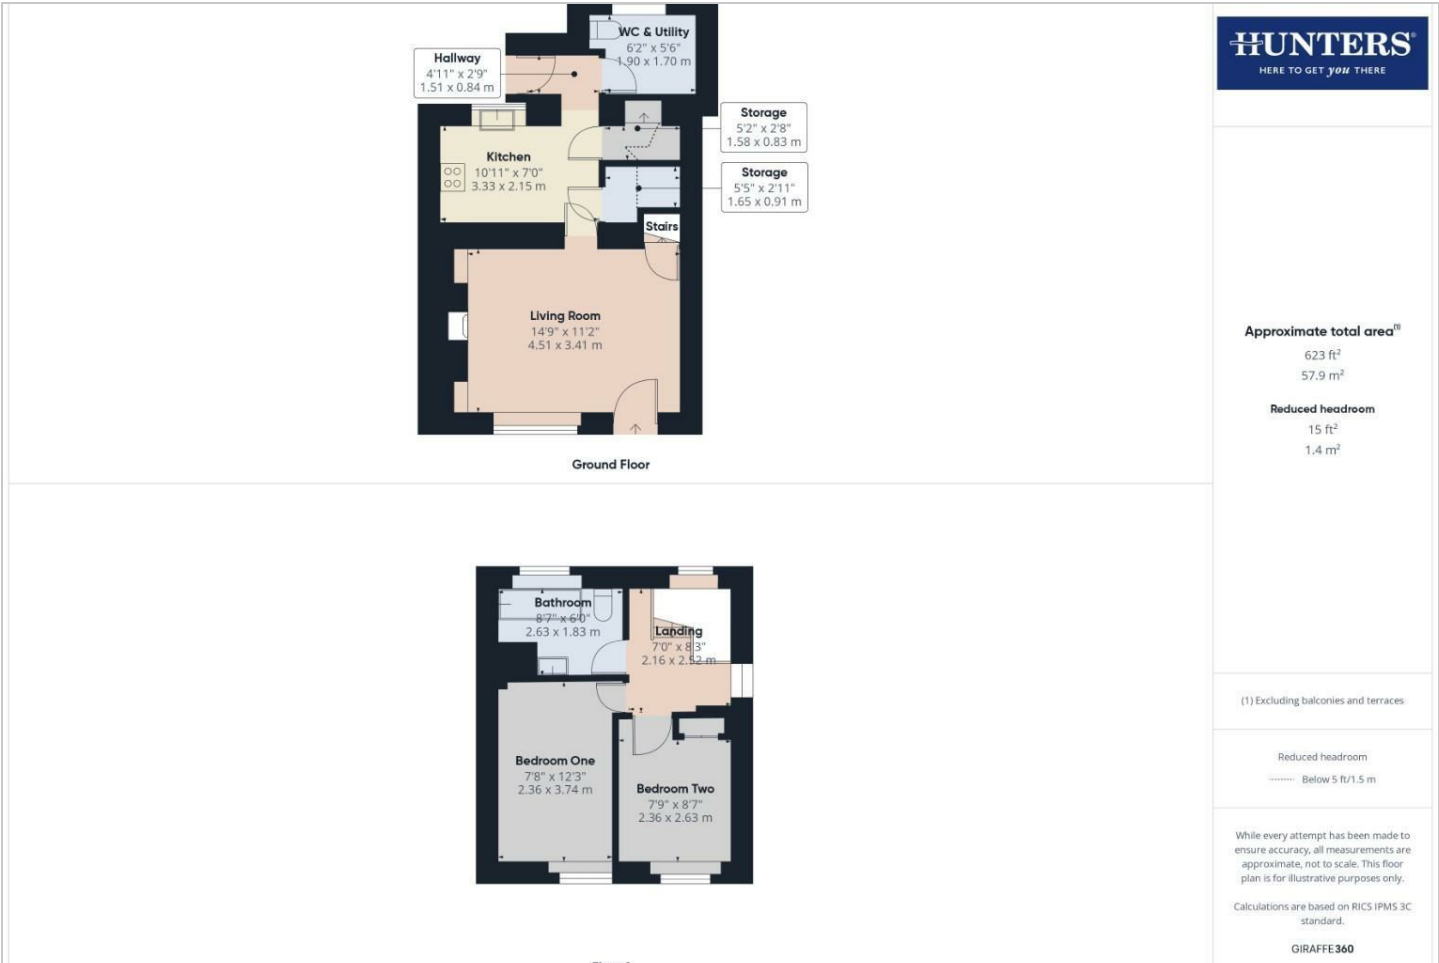 WC & Utility
6'2" x 5'6"
1.90 x 1.70 m
Hallway
4'11" x 2'9"
1.51 x 0.84 m
Storage
5'2" x 2'8"
1.58 x 0.83 m
Kitchen
10'11" x 7'0"
3.33 x 2.15 m
Storage
5'5" x 2'11"
1.65 x 0.91 m
Stairs
Living Room
14'9" x 11'2"
4.51 x 3.41 m
Ground Floor
Bathroom
8'7" x 6'0"
2.63 x 1.83 m
Landing
7'0" x 8'3"
2.16 x 2.52 m
Bedroom One
7'8" x 12'3"
2.36 x 3.74 m
Bedroom Two
7'9" x 8'7"
2.36 x 2.63 m
HUNTERS®
HERE TO GET you THERE
Approximate total area(1)
623 ft²
57.9 m²
Reduced headroom
15 ft²
1.4 m²
(1) Excluding balconies and terraces
Reduced headroom
Below 5 ft/1.5 m
While every attempt has been made to
ensure accuracy, all measurements are
approximate, not to scale. This floor
plan is for illustrative purposes only.
Calculations are based on RICS IPMS 3C
standard.
GIRAFFE360